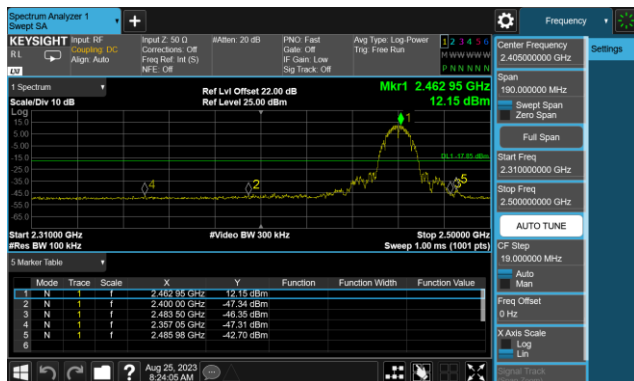 Spectrum Analyzer 1
Swept SA
Frequency
KEYSIGHT Input: RF
RL Coupling: DC
Align: Auto
LXI
Input Z: 50 Ω
Corrections: Off
Freq Ref: Int (S)
NFE: Off
#Atten: 20 dB
PNO: Fast
Gate: Off
IF Gain: Low
Sig Track: Off
Avg Type: Log-Power
Trig: Free Run
1 2 3 4 5 6
M W W W W W
P N N N N N
Center Frequency
2.405000000 GHz
Settings
1 Spectrum
Scale/Div 10 dB
Ref Lvl Offset 22.00 dB
Ref Level 25.00 dBm
Mkr1 2.462 95 GHz
12.15 dBm
Span
190.000000 MHz
Swept Span
Zero Span
Full Span
Log
15.0
5.00
-5.00
-15.0
-25.0
-35.0
-45.0
-55.0
-65.0
1
DL1 -17.85 dBm
4
2
3
5
Start Freq
2.310000000 GHz
Stop Freq
2.500000000 GHz
AUTO TUNE
Start 2.31000 GHz
#Res BW 100 kHz
#Video BW 300 kHz
Stop 2.50000 GHz
Sweep 1.00 ms (1001 pts)
CF Step
19.000000 MHz
Auto
Man
Freq Offset
0 Hz
X Axis Scale
Log
Lin
Signal Track
5 Marker Table
Mode Trace Scale X Y Function Function Width Function Value
1 N 1 f 2.462 95 GHz 12.15 dBm
2 N 1 f 2.400 00 GHz -47.34 dBm
3 N 1 f 2.483 50 GHz -46.35 dBm
4 N 1 f 2.357 05 GHz -47.31 dBm
5 N 1 f 2.485 98 GHz -42.70 dBm
6
?
Aug 25, 2023
8:24:05 AM